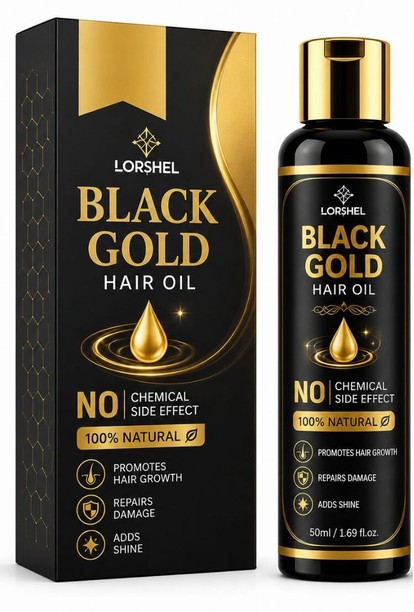 LORSHEL
BLACK
GOLD
HAIR OIL
NO
CHEMICAL
SIDE EFFECT
100% NATURAL
PROMOTES
HAIR GROWTH
REPAIRS
DAMAGE
ADDS
SHINE
LORSHEL
BLACK
GOLD
HAIR OIL
NO
CHEMICAL
SIDE EFFECT
100% NATURAL
PROMOTES HAIR GROWTH
REPAIRS DAMAGE
ADDS SHINE
50ml / 1.69 fl.oz.